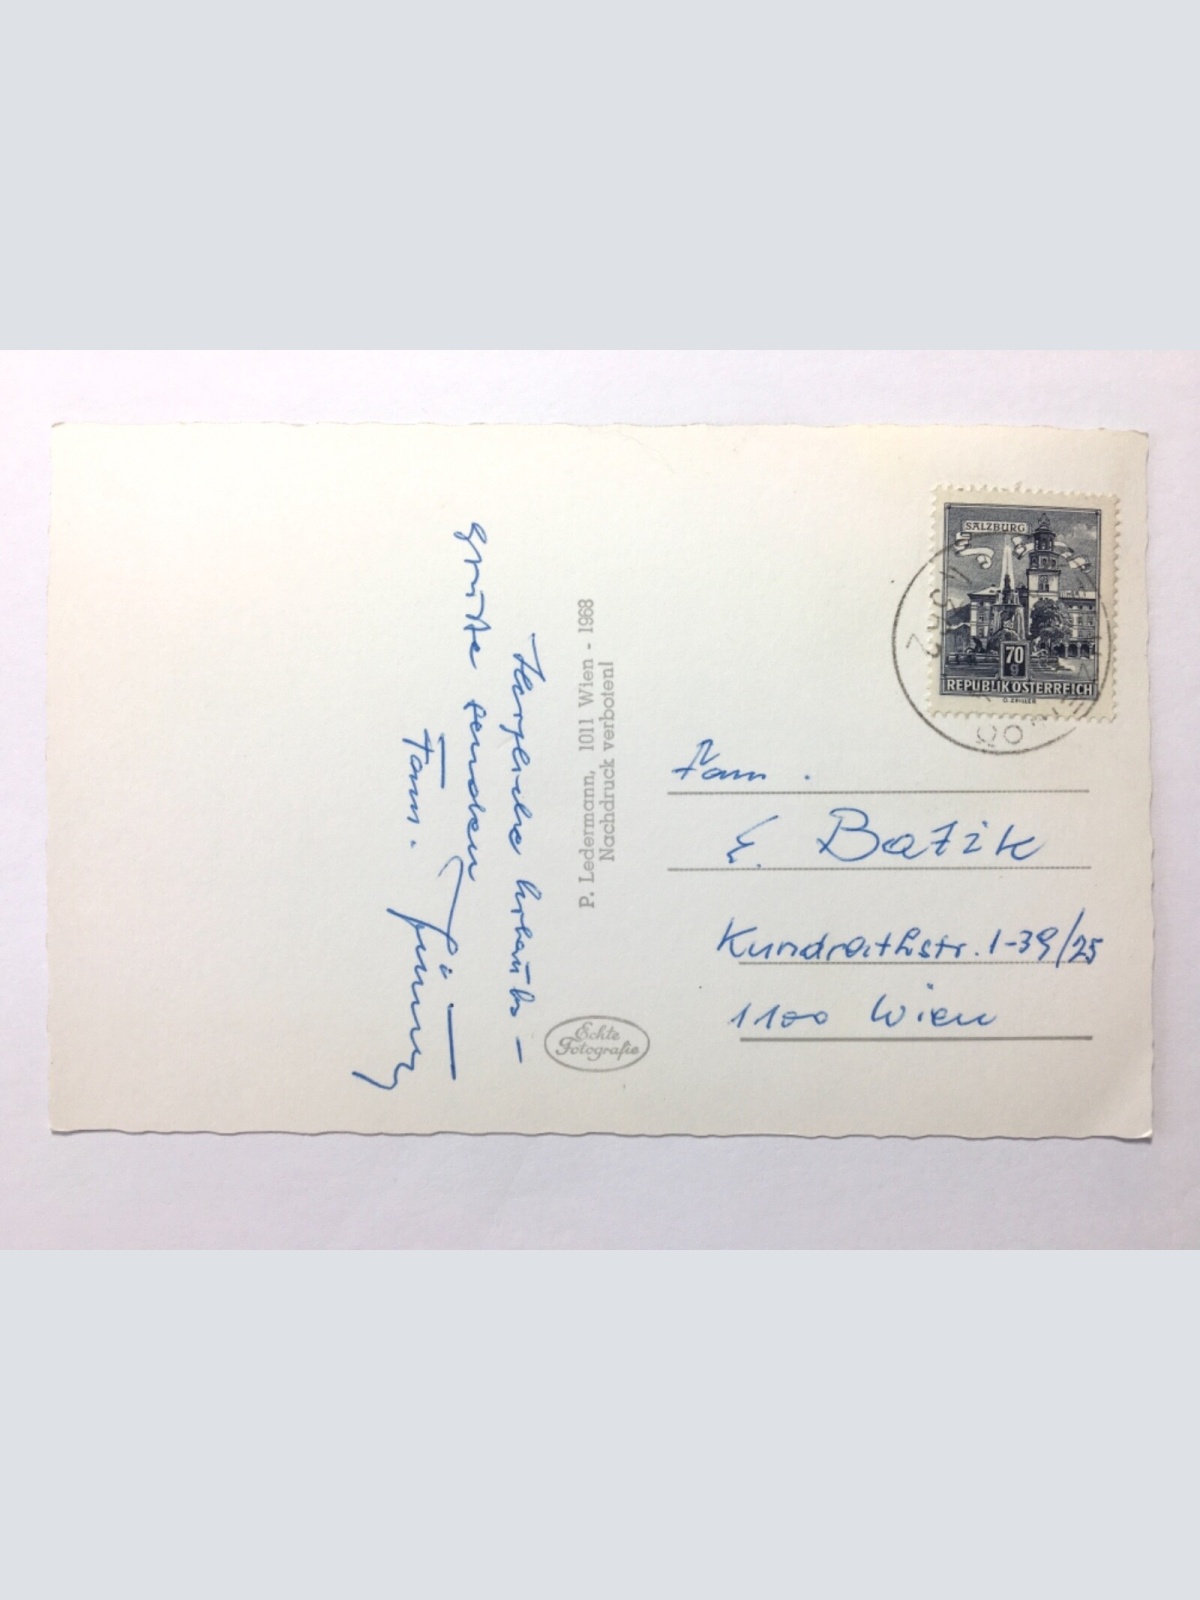 Herzliche Urlaubs-
grüße senden
Fam.
P. Ledermann, 1011 Wien - 1968
Nachdruck verboten!
Echte
Fotografie
SALZBURG
70
g
REPUBLIK ÖSTERREICH
Fam.
E. Batik
Kundrathstr. 1-39/25
1100 Wien